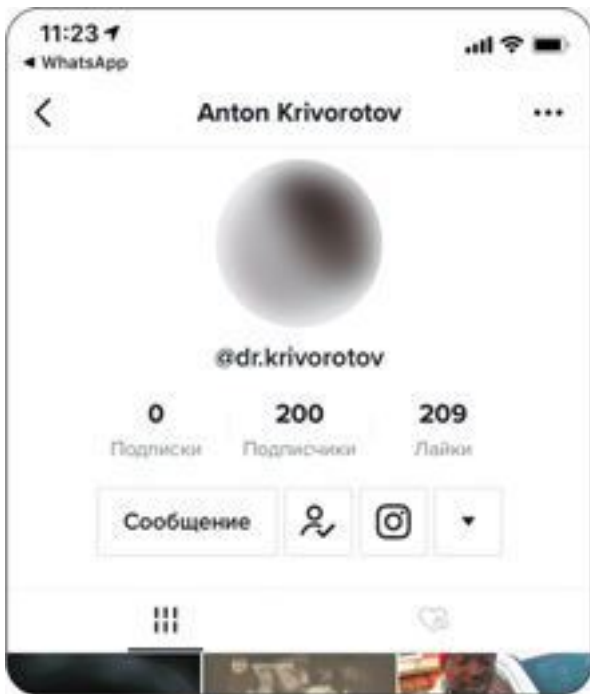 11:23
◀ WhatsApp
Anton Krivorotov
@dr.krivorotov
0 200 209
Подписки Подписчики Лайки
Сообщение